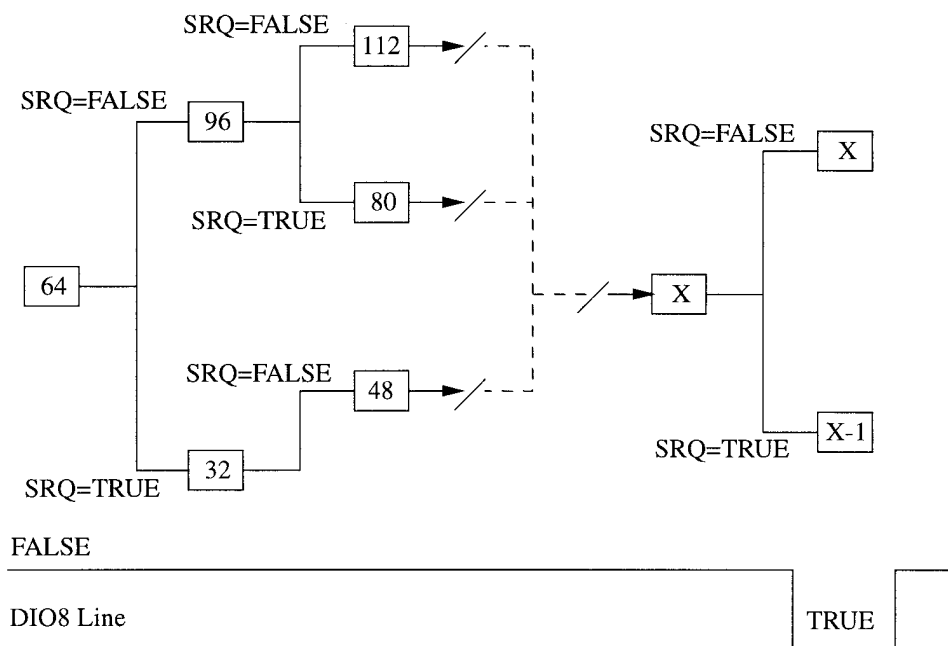 SRQ=FALSE
112
SRQ=FALSE
96
SRQ=FALSE
X
SRQ=TRUE
80
64
X
SRQ=FALSE
48
SRQ=TRUE
X-1
SRQ=TRUE
32
FALSE
DIO8 Line
TRUE